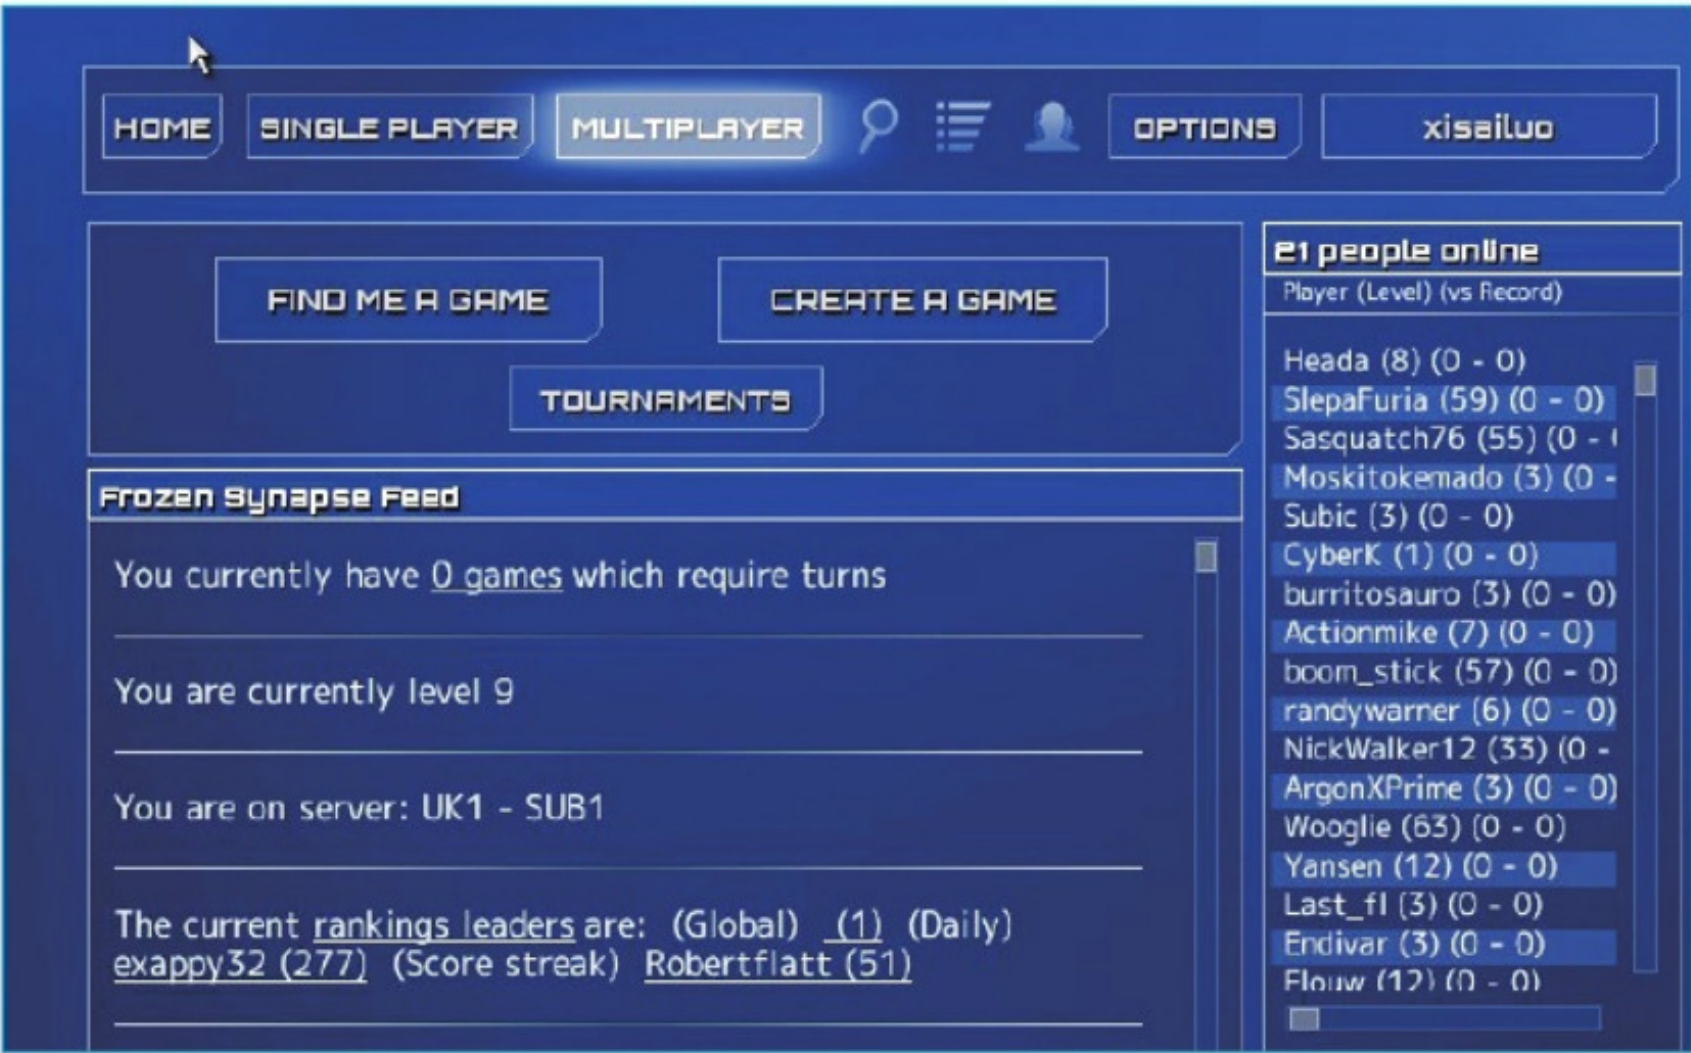 HOME SINGLE PLAYER MULTIPLAYER OPTIONS xisailuo
FIND ME A GAME CREATE A GAME
TOURNAMENTS
Frozen Synapse Feed
You currently have 0 games which require turns
You are currently level 9
You are on server: UK1 - SUB1
The current rankings leaders are: (Global) (1) (Daily)
exappy32 (277) (Score streak) Robertflatt (51)
21 people online
Player (Level) (vs Record)
Heada (8) (0 - 0)
SlepaFuria (59) (0 - 0)
Sasquatch76 (55) (0 -
Moskitokemado (3) (0 -
Subic (3) (0 - 0)
CyberK (1) (0 - 0)
burritosauro (3) (0 - 0)
Actionmike (7) (0 - 0)
boom_stick (57) (0 - 0)
randywarner (6) (0 - 0)
NickWalker12 (33) (0 -
ArgonXPrime (3) (0 - 0)
Wooglie (63) (0 - 0)
Yansen (12) (0 - 0)
Last_fl (3) (0 - 0)
Endivar (3) (0 - 0)
Flouw (12) (0 - 0)